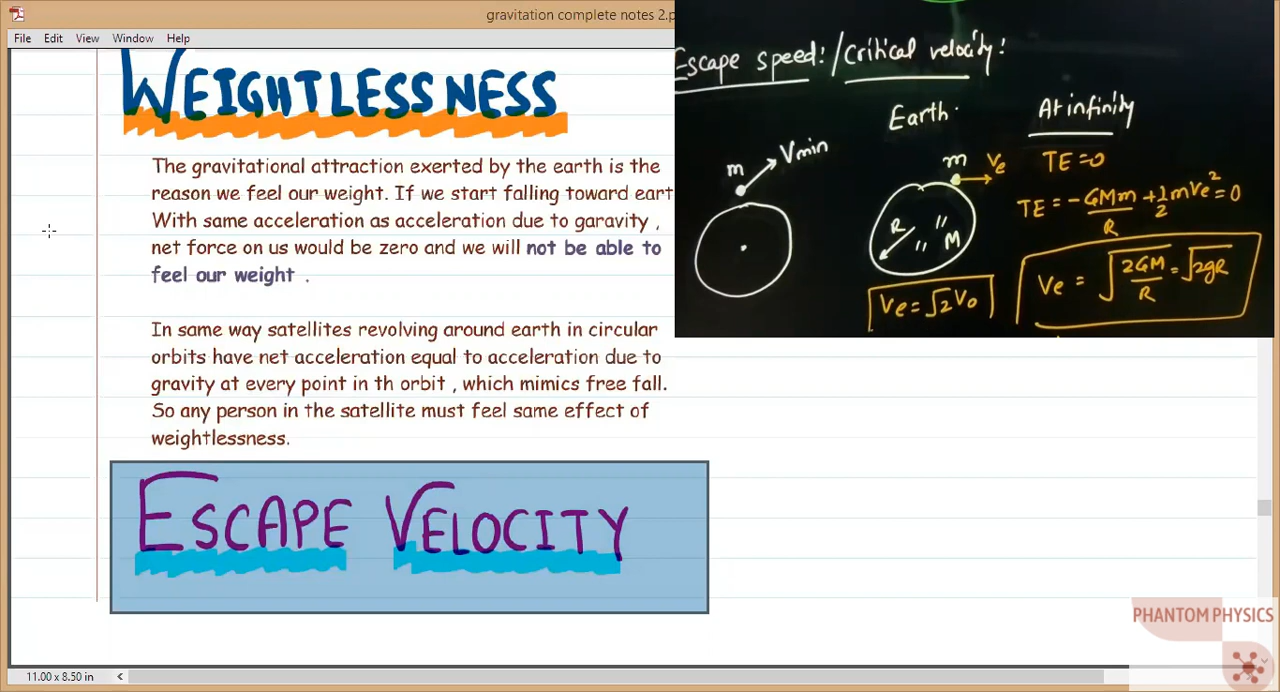 gravitation complete notes 2.p
File Edit View Window Help
WEIGHTLESSNESS
The gravitational attraction exerted by the earth is the
reason we feel our weight. If we start falling toward eart
With same acceleration as acceleration due to garavity ,
net force on us would be zero and we will not be able to
feel our weight .
In same way satellites revolving around earth in circular
orbits have net acceleration equal to acceleration due to
gravity at every point in th orbit , which mimics free fall.
So any person in the satellite must feel same effect of
weightlessness.
ESCAPE VELOCITY
Escape speed:/Critical velocity:
Earth
At infinity
m
Vmin
m
Ve
TE=0
TE = -GMm/R + 1/2 mVe² = 0
R
" "
" M
Ve = √2 Vo
Ve = √2GM/R = √2gR
PHANTOM PHYSICS
11.00 x 8.50 in